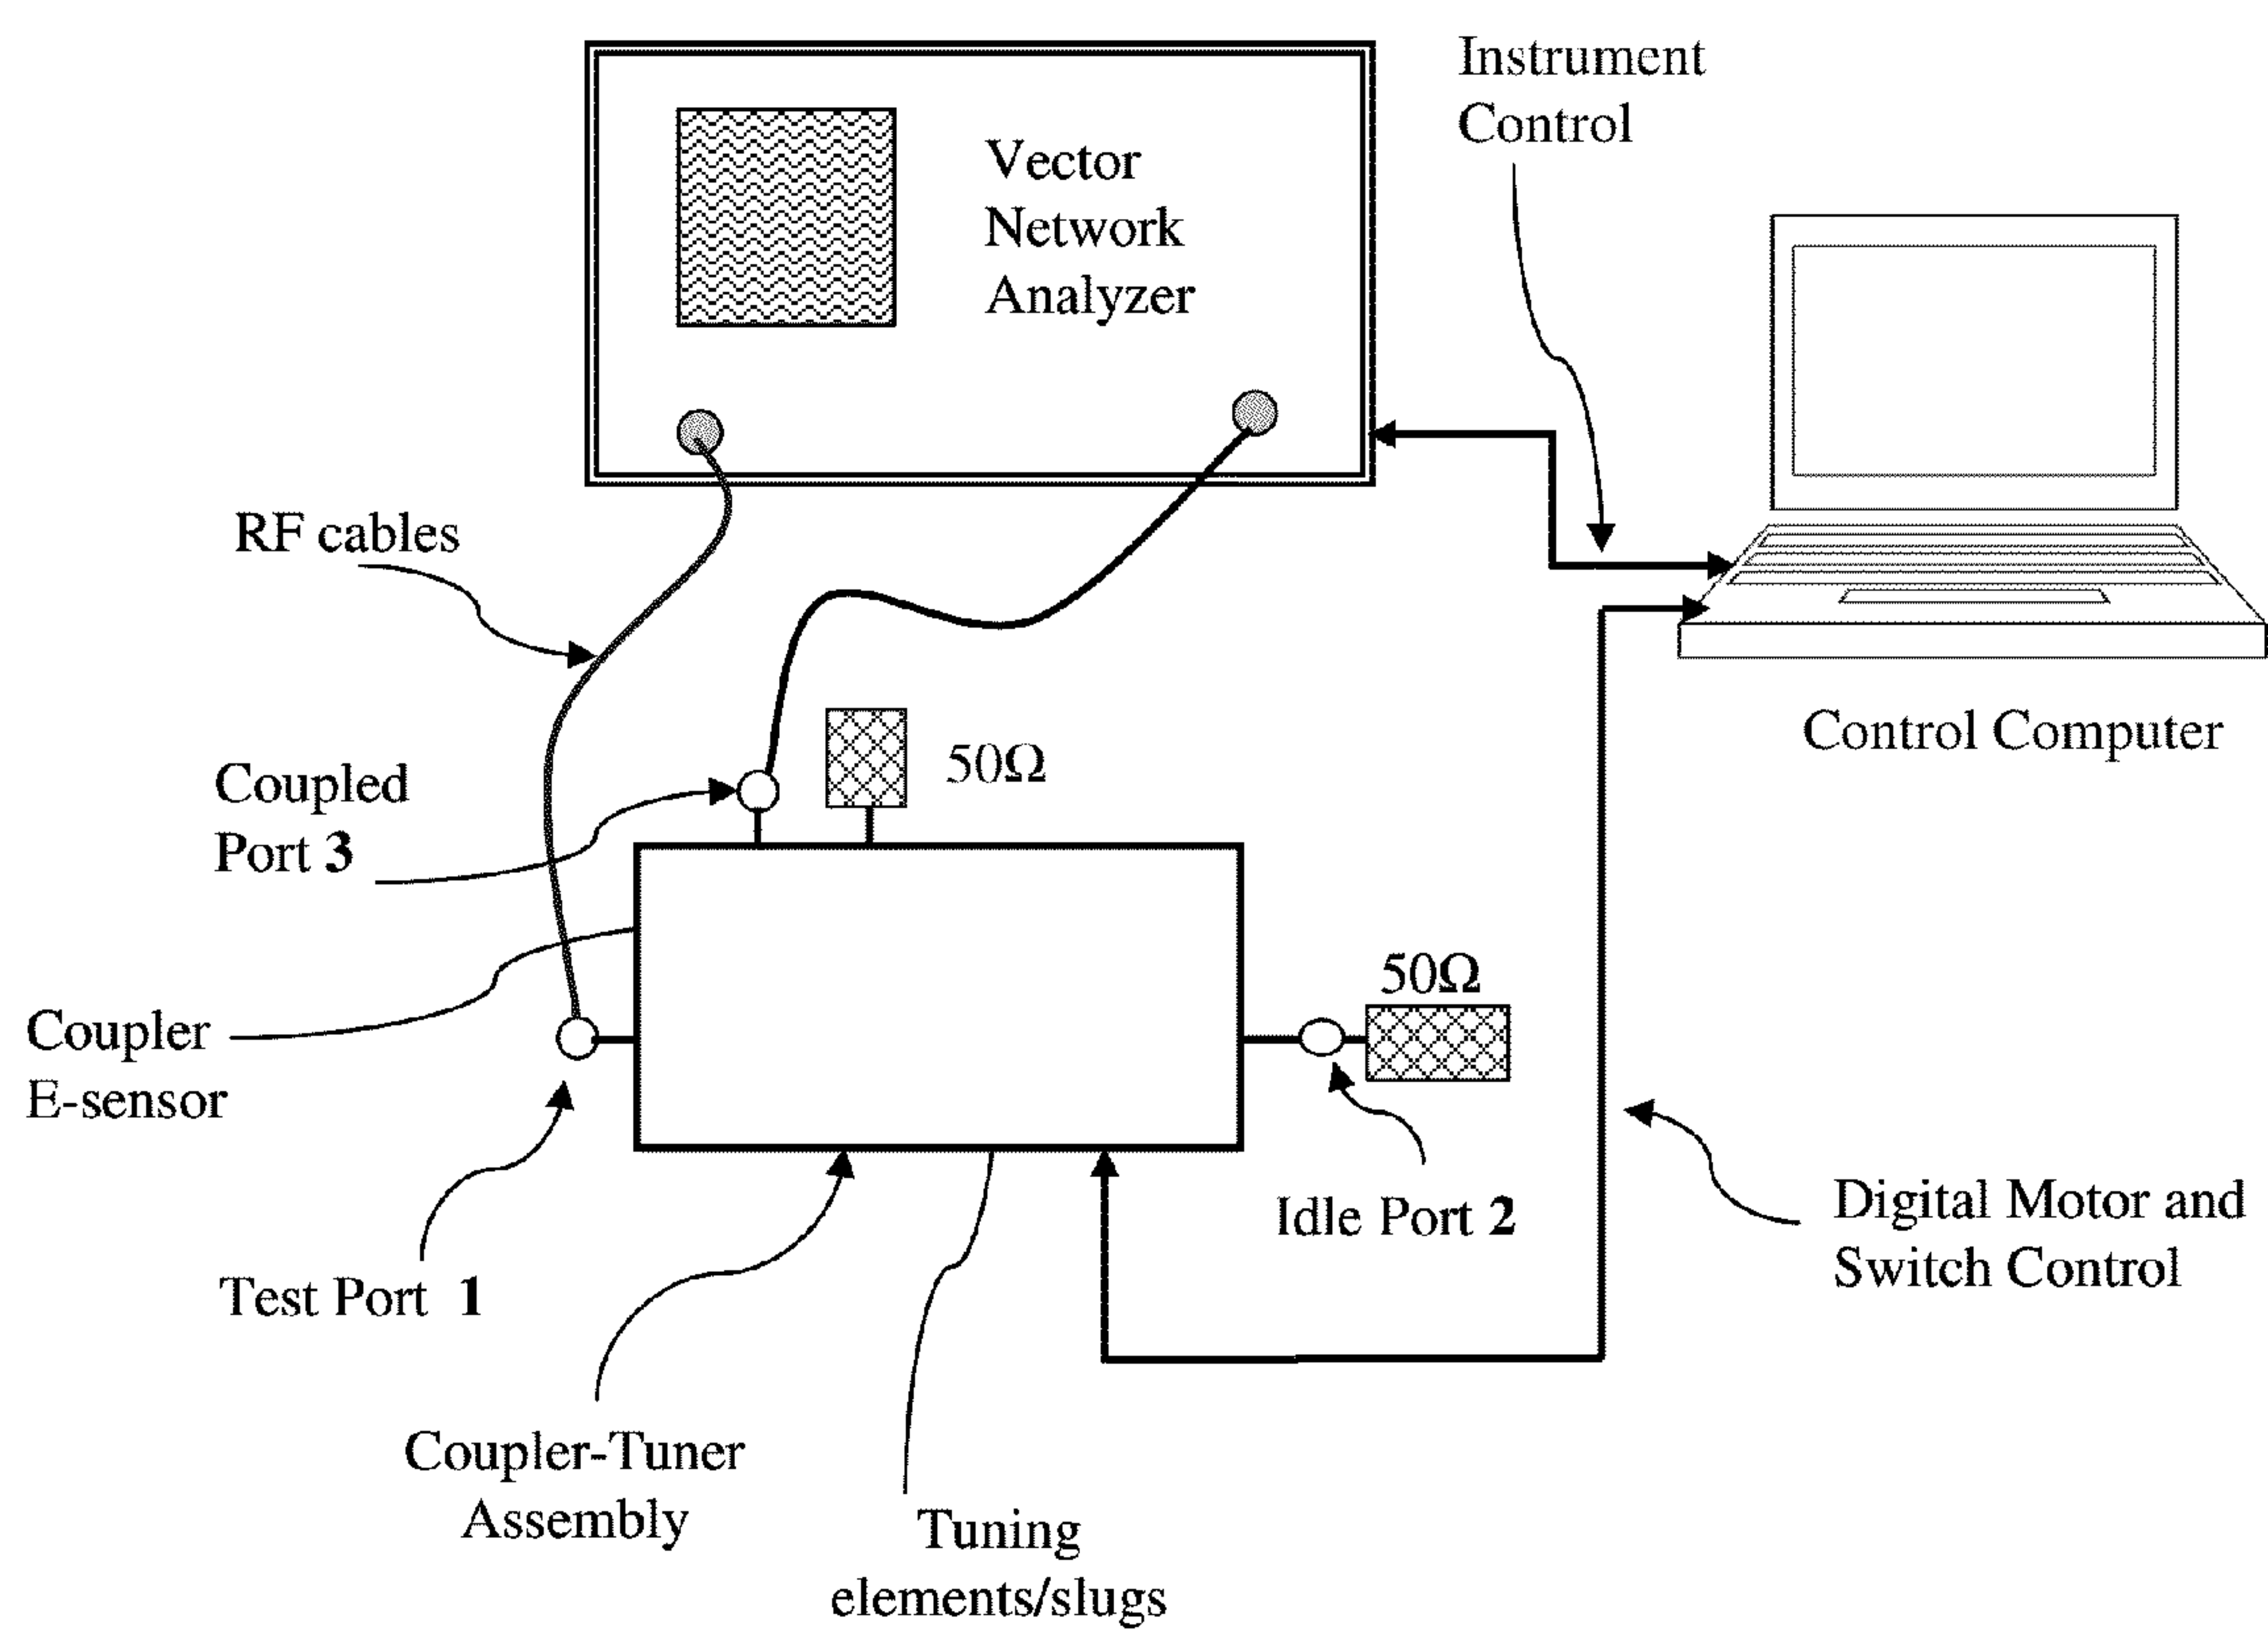 Instrument
Control
Vector
Network
Analyzer
RF cables
Control Computer
50Ω
Coupled
Port 3
50Ω
Coupler
E-sensor
Idle Port 2
Digital Motor and
Switch Control
Test Port 1
Coupler-Tuner
Assembly
Tuning
elements/slugs